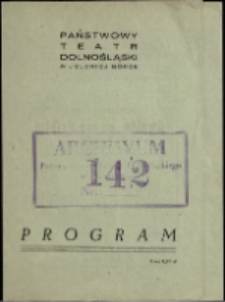 PAŃSTWOWY
TEATR
DOLNOŚLĄSKI
W JELENIEJ GÓRZE
ARCHIWUM
142
PROGRAM